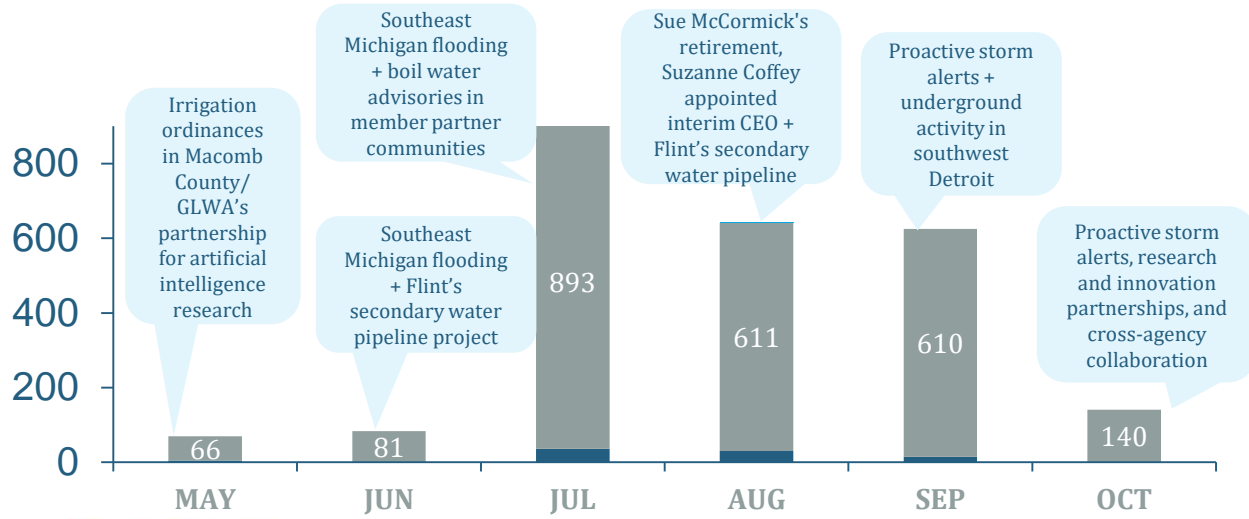 Irrigation
ordinances
in Macomb
County/
GLWA's
partnership
for artificial
intelligence
research
Southeast
Michigan flooding
+ boil water
advisories in
member partner
communities
Southeast
Michigan flooding
+ Flint’s
secondary water
pipeline project
Sue McCormick's
retirement,
Suzanne Coffey
appointed
interim CEO +
Flint’s secondary
water pipeline
Proactive storm
alerts +
underground
activity in
southwest
Detroit
Proactive storm
alerts, research
and innovation
partnerships, and
cross-agency
collaboration
800
600
400
200
0
66
81
893
611
610
140
MAY
JUN
JUL
AUG
SEP
OCT